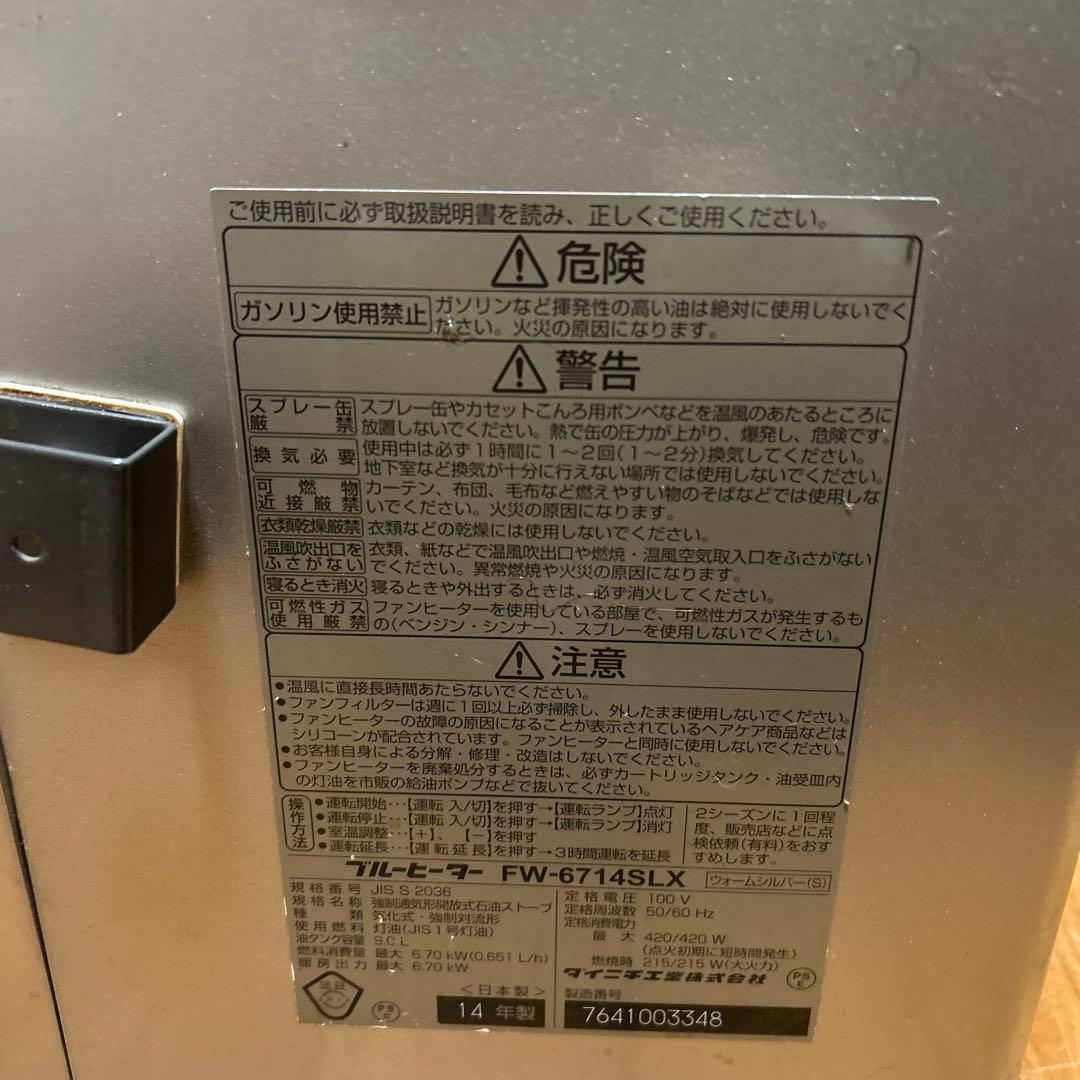 ご使用前に必ず取扱説明書を読み、正しくご使用ください。
危険
ガソリン使用禁止
ガソリンなど揮発性の高い油は絶対に使用しないでく
ださい。火災の原因になります。
警告
スプレー缶
厳禁
スプレー缶やカセットこんろ用ボンベなどを温風のあたるところに
放置しないでください。熱で缶の圧力が上がり、爆発し、危険です。
換気必要
使用中は必ず1時間に1〜2回(1〜2分)換気してください。
地下室など換気が十分に行えない場所では使用しないでください。
可燃物
近接厳禁
カーテン、布団、毛布など燃えやすい物のそばなどでは使用しな
いでください。火災の原因になります。
衣類乾燥厳禁
衣類などの乾燥には使用しないでください。
温風吹出口を
ふさがない
衣類、紙などで温風吹出口や燃焼・温風空気取入口をふさがない
でください。異常燃焼や火災の原因になります。
寝るとき消火
寝るときや外出するときは、必ず消火してください。
可燃性ガス
使用厳禁
ファンヒーターを使用している部屋で、可燃性ガスが発生するも
の(ベンジン・シンナー)、スプレーを使用しないでください。
注意
●温風に直接長時間あたらないでください。
●ファンフィルターは週に1回以上必ず掃除し、外したまま使用しないでください。
●ファンヒーターの故障の原因になることが表示されているヘアケア商品などは
シリコーンが配合されています。ファンヒーターと同時に使用しないでください。
●お客様自身による分解・修理・改造はしないでください。
●ファンヒーターを廃棄処分するときは、必ずカートリッジタンク・油受皿内
の灯油を市販の給油ポンプなどで抜いてください。
操作方法
●運転開始…【運転 入/切】を押す→【運転ランプ】点灯
●運転停止…【運転 入/切】を押す→【運転ランプ】消灯
●室温調整…【+】、【−】を押す
●運転延長…【運転延長】を押す→3時間運転を延長
2シーズンに1回程
度、販売店などに点
検依頼(有料)をおす
すめします。
ブルーヒーター FW-6714SLX ウォームシルバー(S)
規格番号 JIS S 2036
規格名称 強制通気形開放式石油ストーブ
種類 気化式・強制対流形
使用燃料 灯油(JIS1号灯油)
油タンク容量 9.0 L
燃料消費量 最大 6.70 kW(0.651 L/h)
暖房出力 最大 6.70 kW
定格電圧 100 V
定格周波数 50/60 Hz
定格消費電力
最大 420/420 W
(点火初期に短時間発生)
燃焼時 215/215 W(大火力)
ダイニチ工業株式会社
PS
E
認証
JHIA
PS
C
<日本製>
14 年製
製造番号
7641003348